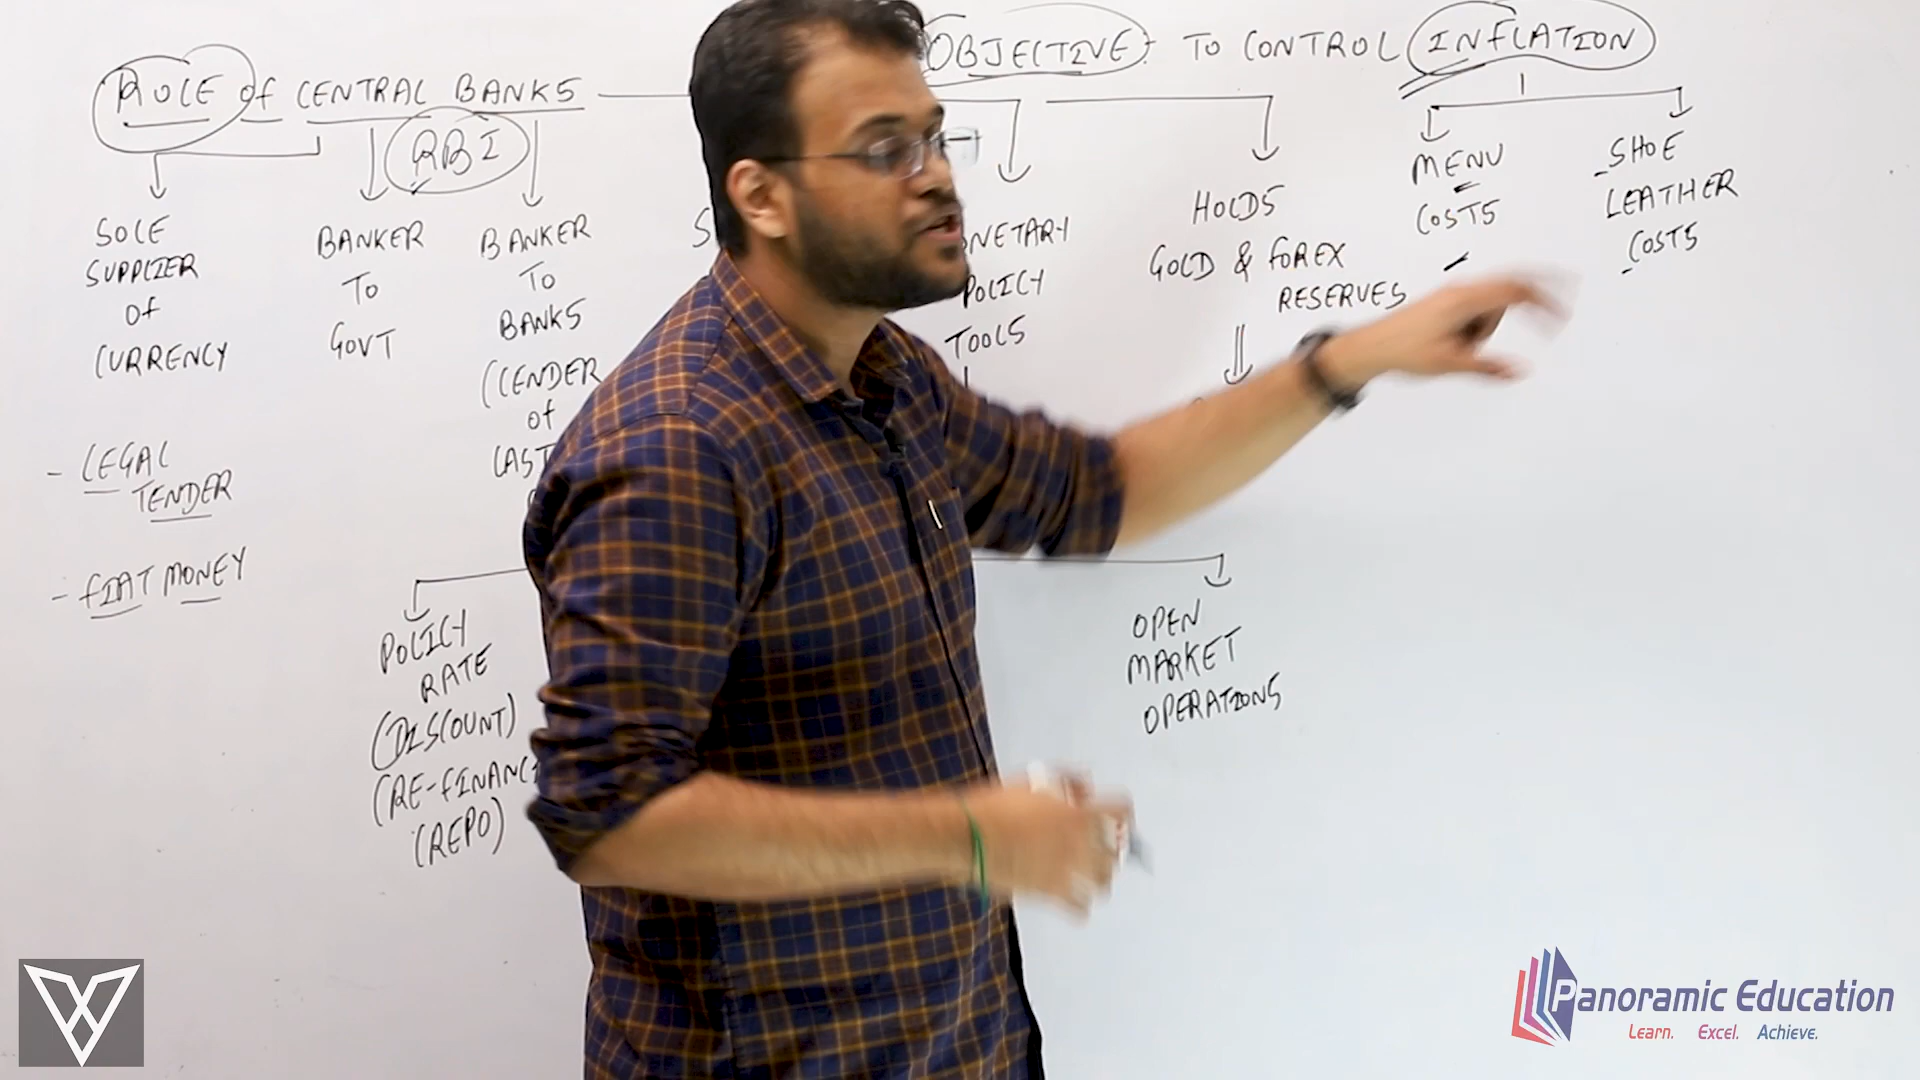 ROLE Of CENTRAL BANKS
RBI
OBJECTIVE - TO CONTROL INFLATION
SOLE
SUPPLIER
Of
CURRENCY
- LEGAL
TENDER
- FIAT MONEY
BANKER
TO
GOVT
BANKER
TO
BANKS
(LENDER
Of
LAST
POLICY
TOOLS
HOLDS
GOLD & FOREX
RESERVES
MENU
COSTS
SHOE
LEATHER
COSTS
POLICY
RATE
(DISCOUNT)
(REPO)
OPEN
MARKET
OPERATIONS
Panoramic Education
Learn. Excel. Achieve.